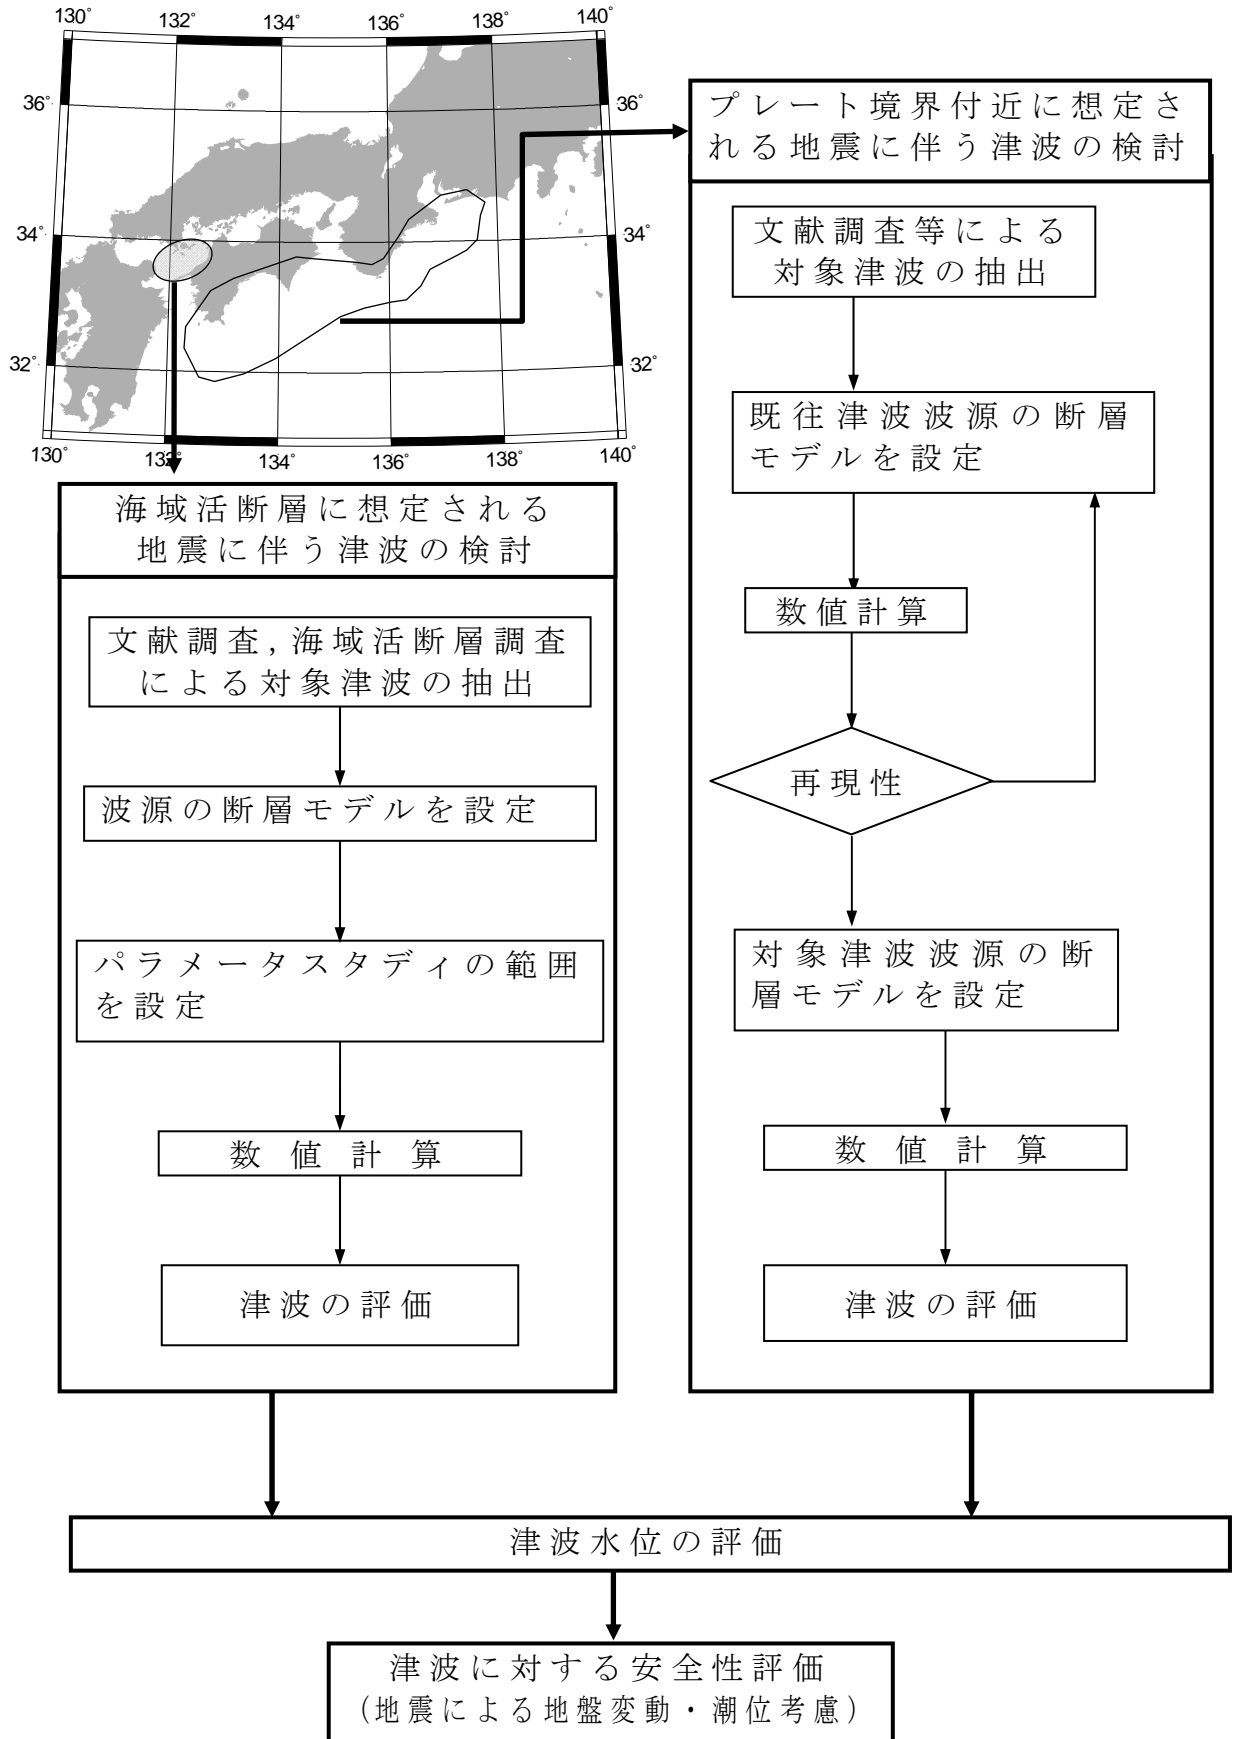 130°
132°
134°
136°
138°
140°
36°
36°
34°
34°
32°
32°
130°
132°
134°
136°
138°
140°
プレート境界付近に想定さ
れる地震に伴う津波の検討
文献調査等による
対象津波の抽出
既往津波波源の断層
モデルを設定
数値計算
再現性
対象津波波源の断
層モデルを設定
数値計算
津波の評価
海域活断層に想定される
地震に伴う津波の検討
文献調査,海域活断層調査
による対象津波の抽出
波源の断層モデルを設定
パラメータスタディの範囲
を設定
数値計算
津波の評価
津波水位の評価
津波に対する安全性評価
(地震による地盤変動・潮位考慮)